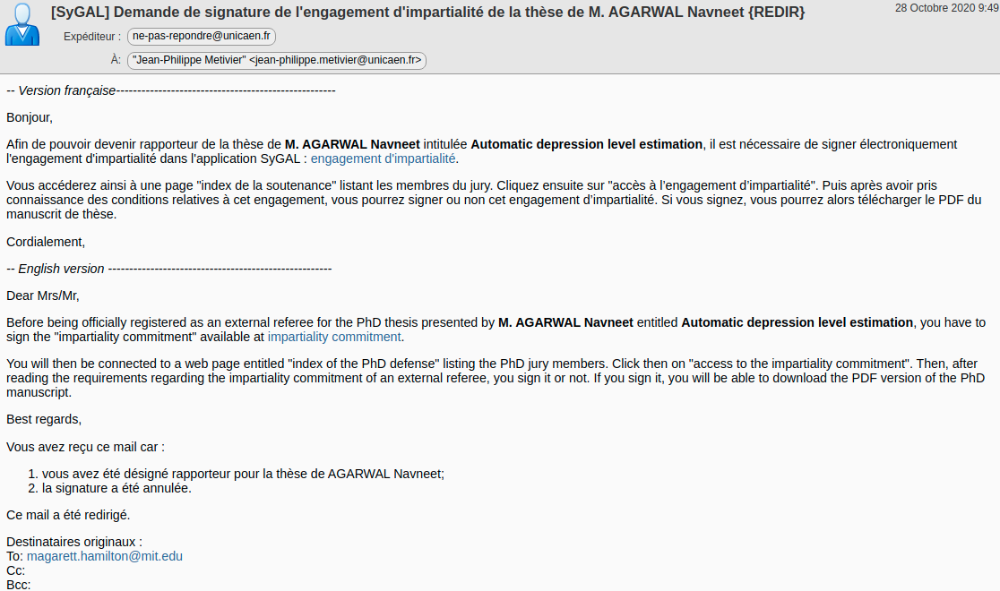 [SyGAL] Demande de signature de l'engagement d'impartialité de la thèse de M. AGARWAL Navneet {REDIR}
28 Octobre 2020 9:49
Expéditeur : ne-pas-repondre@unicaen.fr
À: "Jean-Philippe Metivier" <jean-philippe.metivier@unicaen.fr>
-- Version française----------------------------------------------------
Bonjour,
Afin de pouvoir devenir rapporteur de la thèse de M. AGARWAL Navneet intitulée Automatic depression level estimation, il est nécessaire de signer électroniquement
l'engagement d'impartialité dans l'application SyGAL : engagement d'impartialité.
Vous accéderez ainsi à une page "index de la soutenance" listant les membres du jury. Cliquez ensuite sur "accès à l’engagement d’impartialité". Puis après avoir pris
connaissance des conditions relatives à cet engagement, vous pourrez signer ou non cet engagement d’impartialité. Si vous signez, vous pourrez alors télécharger le PDF du
manuscrit de thèse.
Cordialement,
-- English version -----------------------------------------------------
Dear Mrs/Mr,
Before being officially registered as an external referee for the PhD thesis presented by M. AGARWAL Navneet entitled Automatic depression level estimation, you have to
sign the "impartiality commitment" available at impartiality commitment.
You will then be connected to a web page entitled "index of the PhD defense" listing the PhD jury members. Click then on "access to the impartiality commitment". Then, after
reading the requirements regarding the impartiality commitment of an external referee, you sign it or not. If you sign it, you will be able to download the PDF version of the PhD
manuscript.
Best regards,
Vous avez reçu ce mail car :
1. vous avez été désigné rapporteur pour la thèse de AGARWAL Navneet;
2. la signature a été annulée.
Ce mail a été redirigé.
Destinataires originaux :
To: magarett.hamilton@mit.edu
Cc:
Bcc: